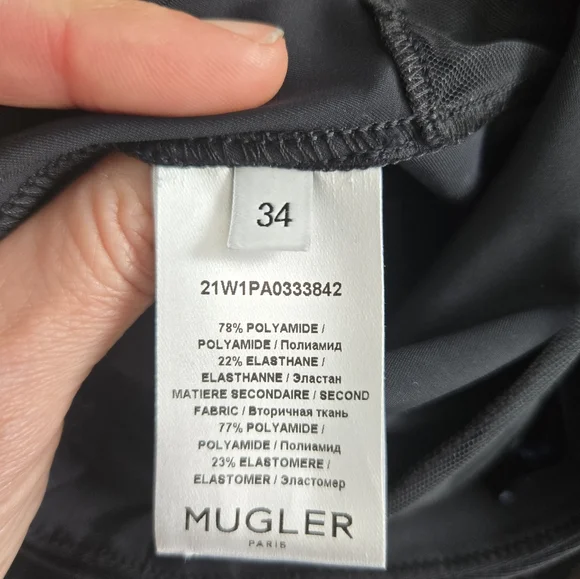 34
21W1PA0333842
78% POLYAMIDE /
POLYAMIDE / Полиамид
22% ELASTHANE /
ELASTHANNE / Эластан
MATIERE SECONDAIRE / SECOND
FABRIC / Вторичная ткань
77% POLYAMIDE /
POLYAMIDE / Полиамид
23% ELASTOMERE /
ELASTOMER / Эластомер
MUGLER
PARIS